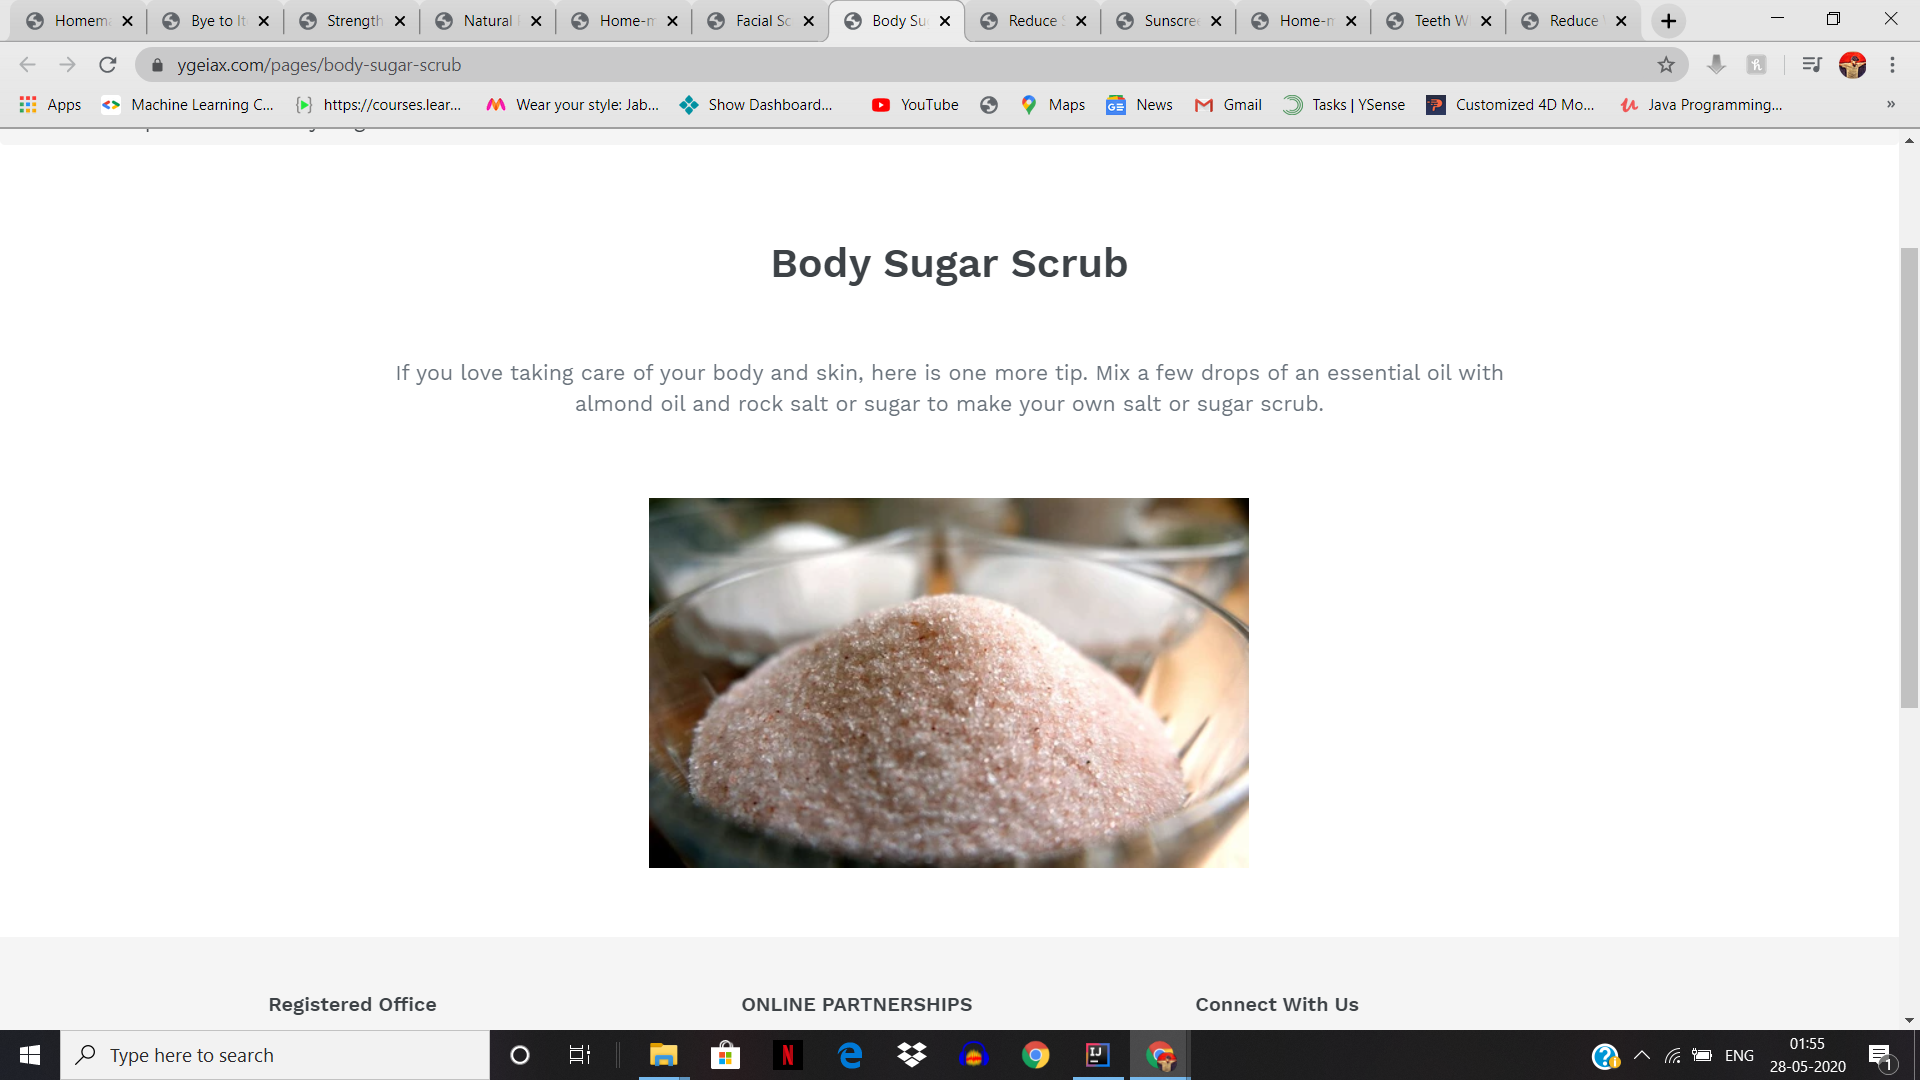 Homema
Bye to It
Strength
Natural
Home-m
Facial Sc
Body Su
Reduce S
Sunscree
Home-m
Teeth W
Reduce
ygeiax.com/pages/body-sugar-scrub
Apps
Machine Learning C...
https://courses.lear...
Wear your style: Jab...
Show Dashboard...
YouTube
Maps
News
Gmail
Tasks | YSense
Customized 4D Mo...
Java Programming...
»
Body Sugar Scrub
If you love taking care of your body and skin, here is one more tip. Mix a few drops of an essential oil with
almond oil and rock salt or sugar to make your own salt or sugar scrub.
Registered Office
ONLINE PARTNERSHIPS
Connect With Us
Type here to search
ENG
01:55
28-05-2020
1